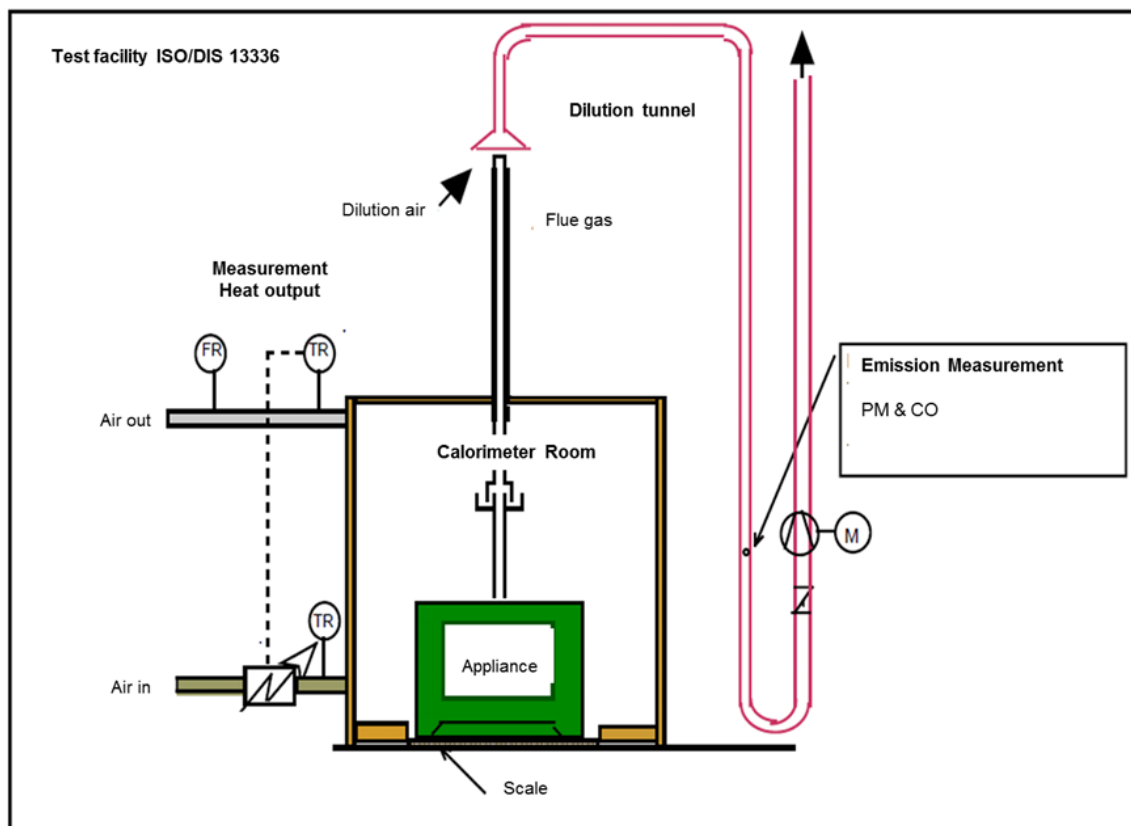 Test facility ISO/DIS 13336
Dilution tunnel
Dilution air
Flue gas
Measurement
Heat output
FR
TR
Emission Measurement
PM & CO
Air out
Calorimeter Room
M
TR
Appliance
Air in
Scale